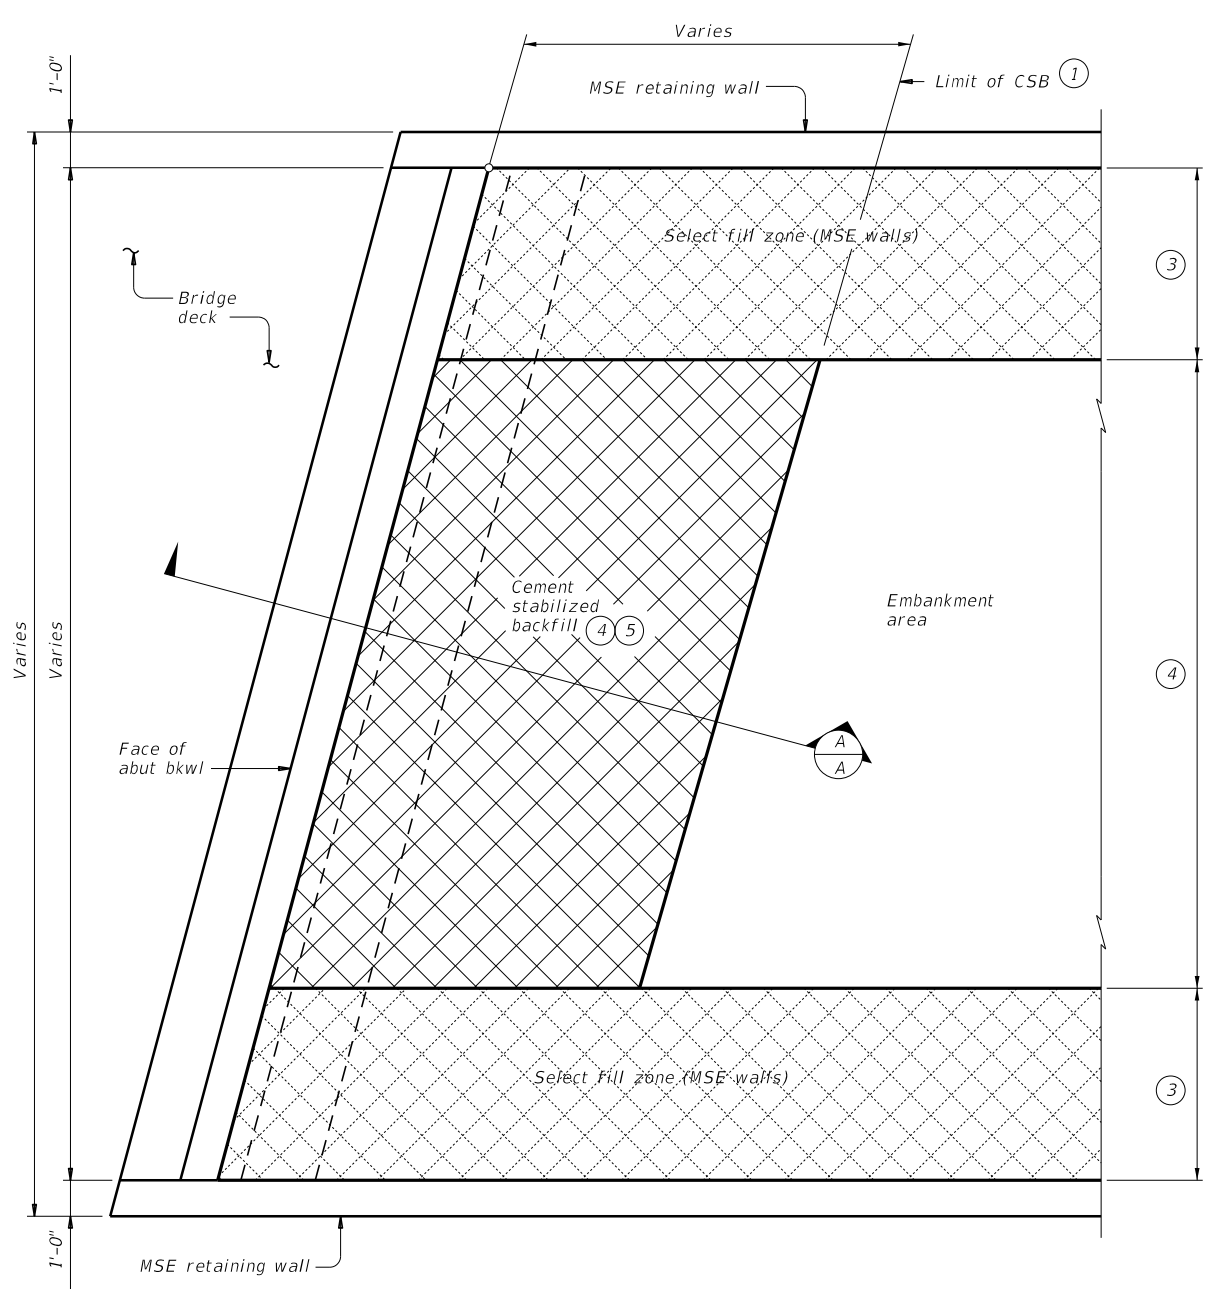 Varies
1'-0"
Limit of CSB 1
MSE retaining wall
Select fill zone (MSE walls)
3
Bridge
deck
Cement
stabilized
backfill 4 5
Embankment
area
Varies
Varies
4
A
A
Face of
abut bkwl
Select fill zone (MSE walls)
3
1'-0"
MSE retaining wall